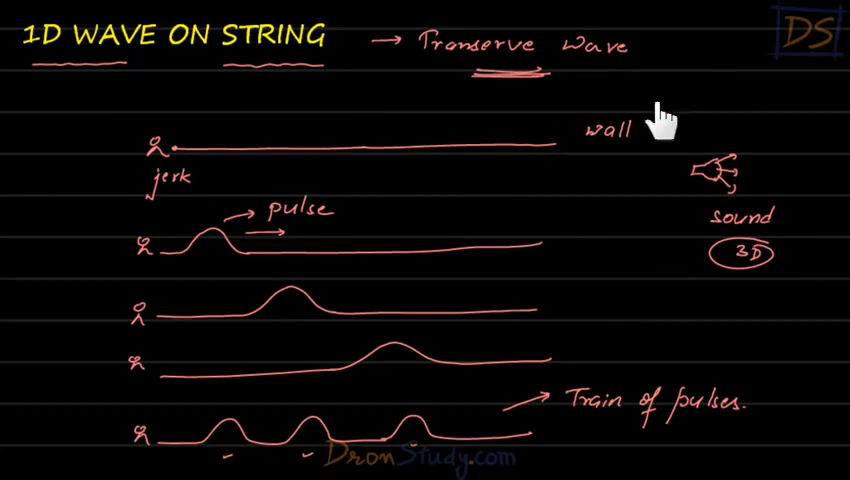 1D WAVE ON STRING → Transerve Wave
DS
wall
jerk
pulse
sound
3D
Train of pulses.
DronStudy.com